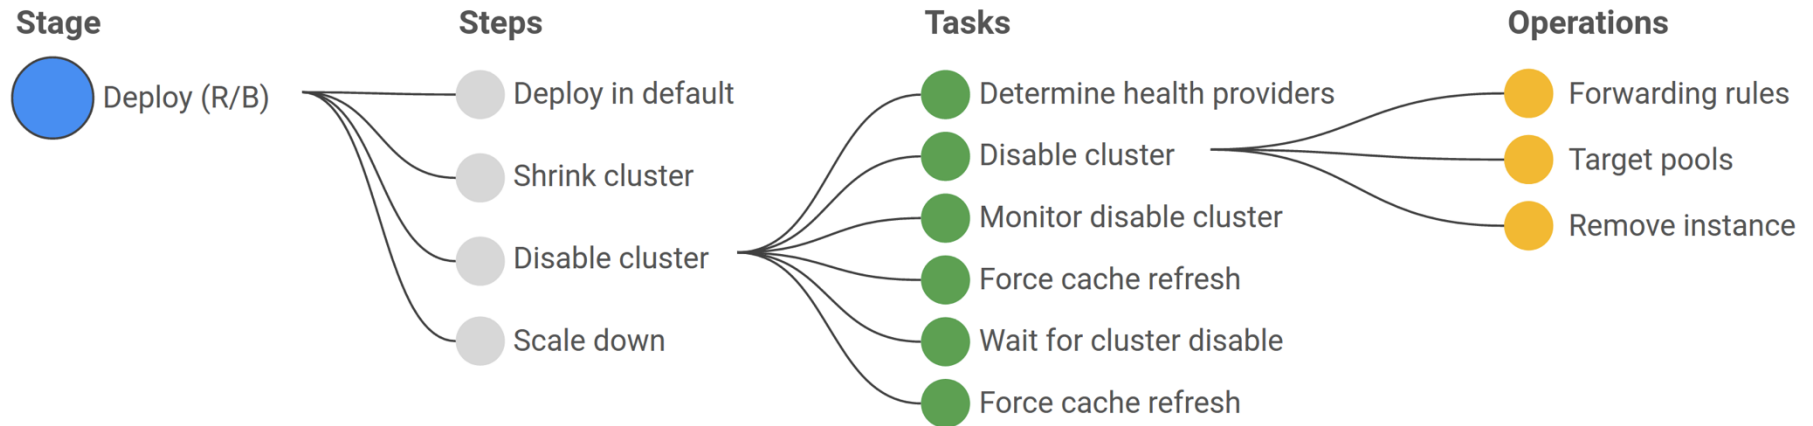 Stage
Deploy (R/B)
Steps
Deploy in default
Shrink cluster
Disable cluster
Scale down
Tasks
Determine health providers
Disable cluster
Monitor disable cluster
Force cache refresh
Wait for cluster disable
Force cache refresh
Operations
Forwarding rules
Target pools
Remove instance